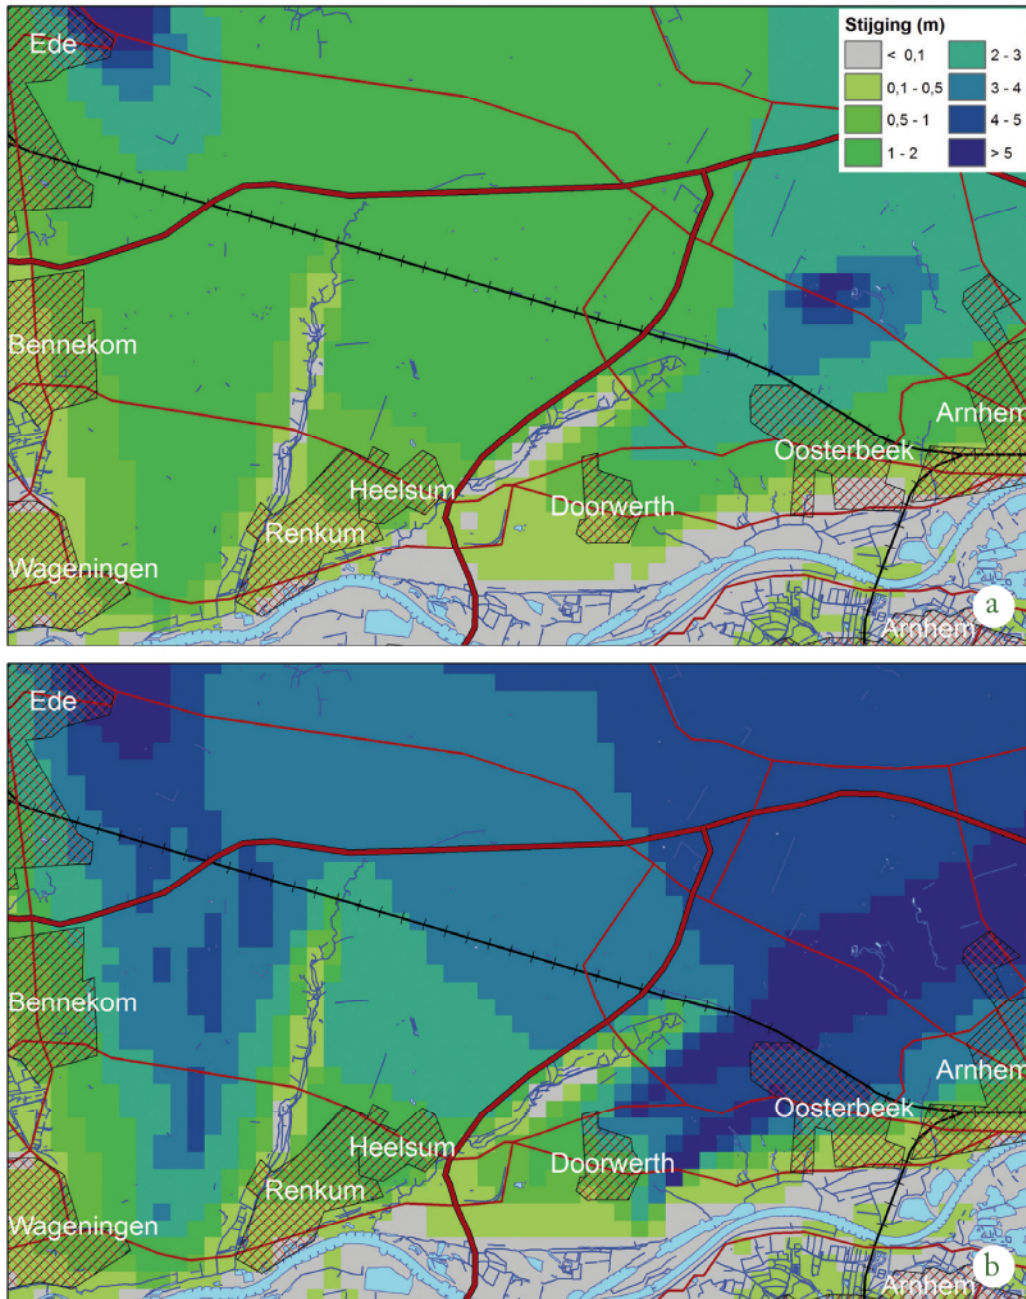 Ede
Stijging (m)
< 0,1
2 - 3
0,1 - 0,5
3 - 4
0,5 - 1
4 - 5
1 - 2
> 5
Bennekom
Arnhem
Oosterbeek
Heelsum
Doorwerth
Renkum
Wageningen
Arnhem
a
Ede
Bennekom
Arnhem
Oosterbeek
Heelsum
Doorwerth
Renkum
Wageningen
Arnhem
b